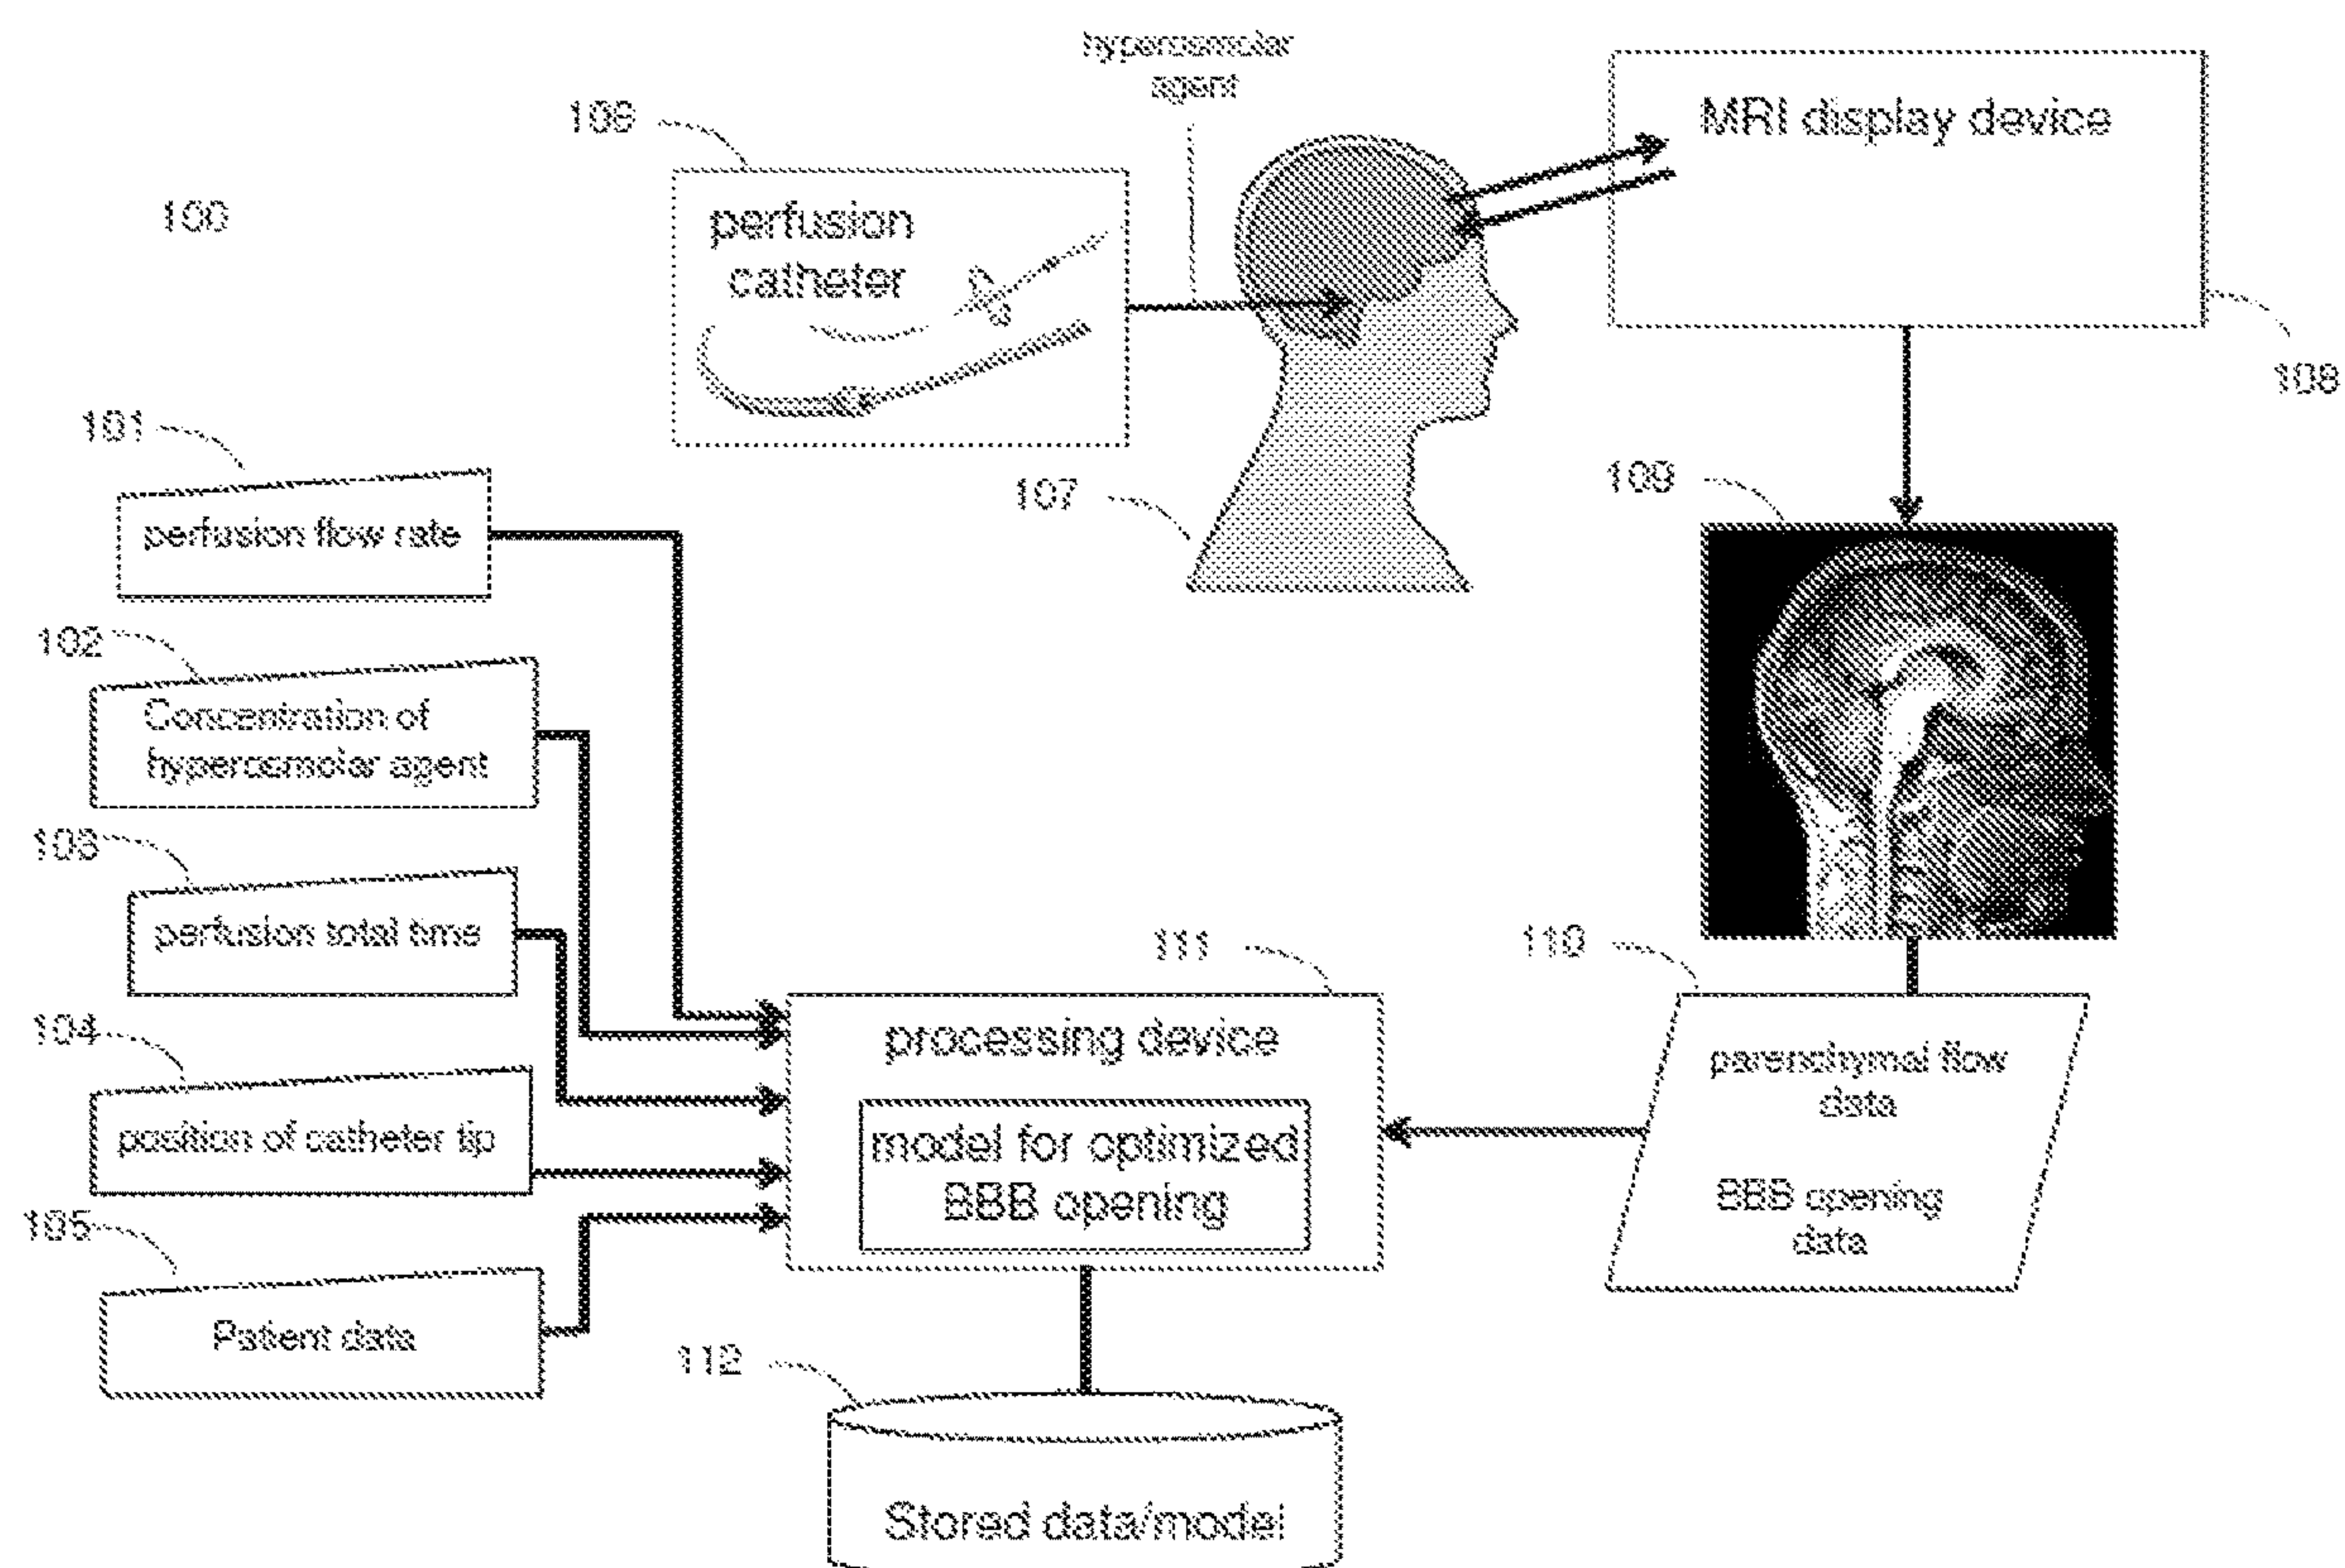 hyperosmolar
agent
MRI display device
100
perfusion
catheter
108
101
107
109
perfusion flow rate
102
Concentration of
hyperosmolar agent
103
perfusion total time
111
110
104
processing device
parenchymal flow
data
position of catheter tip
model for optimized
BBB opening
BBB opening
data
105
Patient data
112
Stored data/model